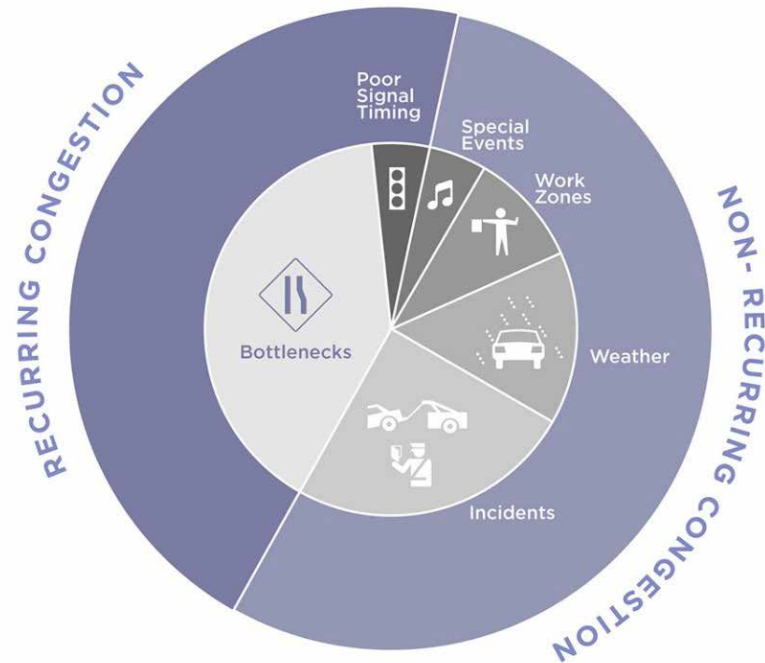 RECURRING CONGESTION
Poor
Signal
Timing
Special
Events
Work
Zones
Bottlenecks
Weather
Incidents
NON- RECURRING CONGESTION